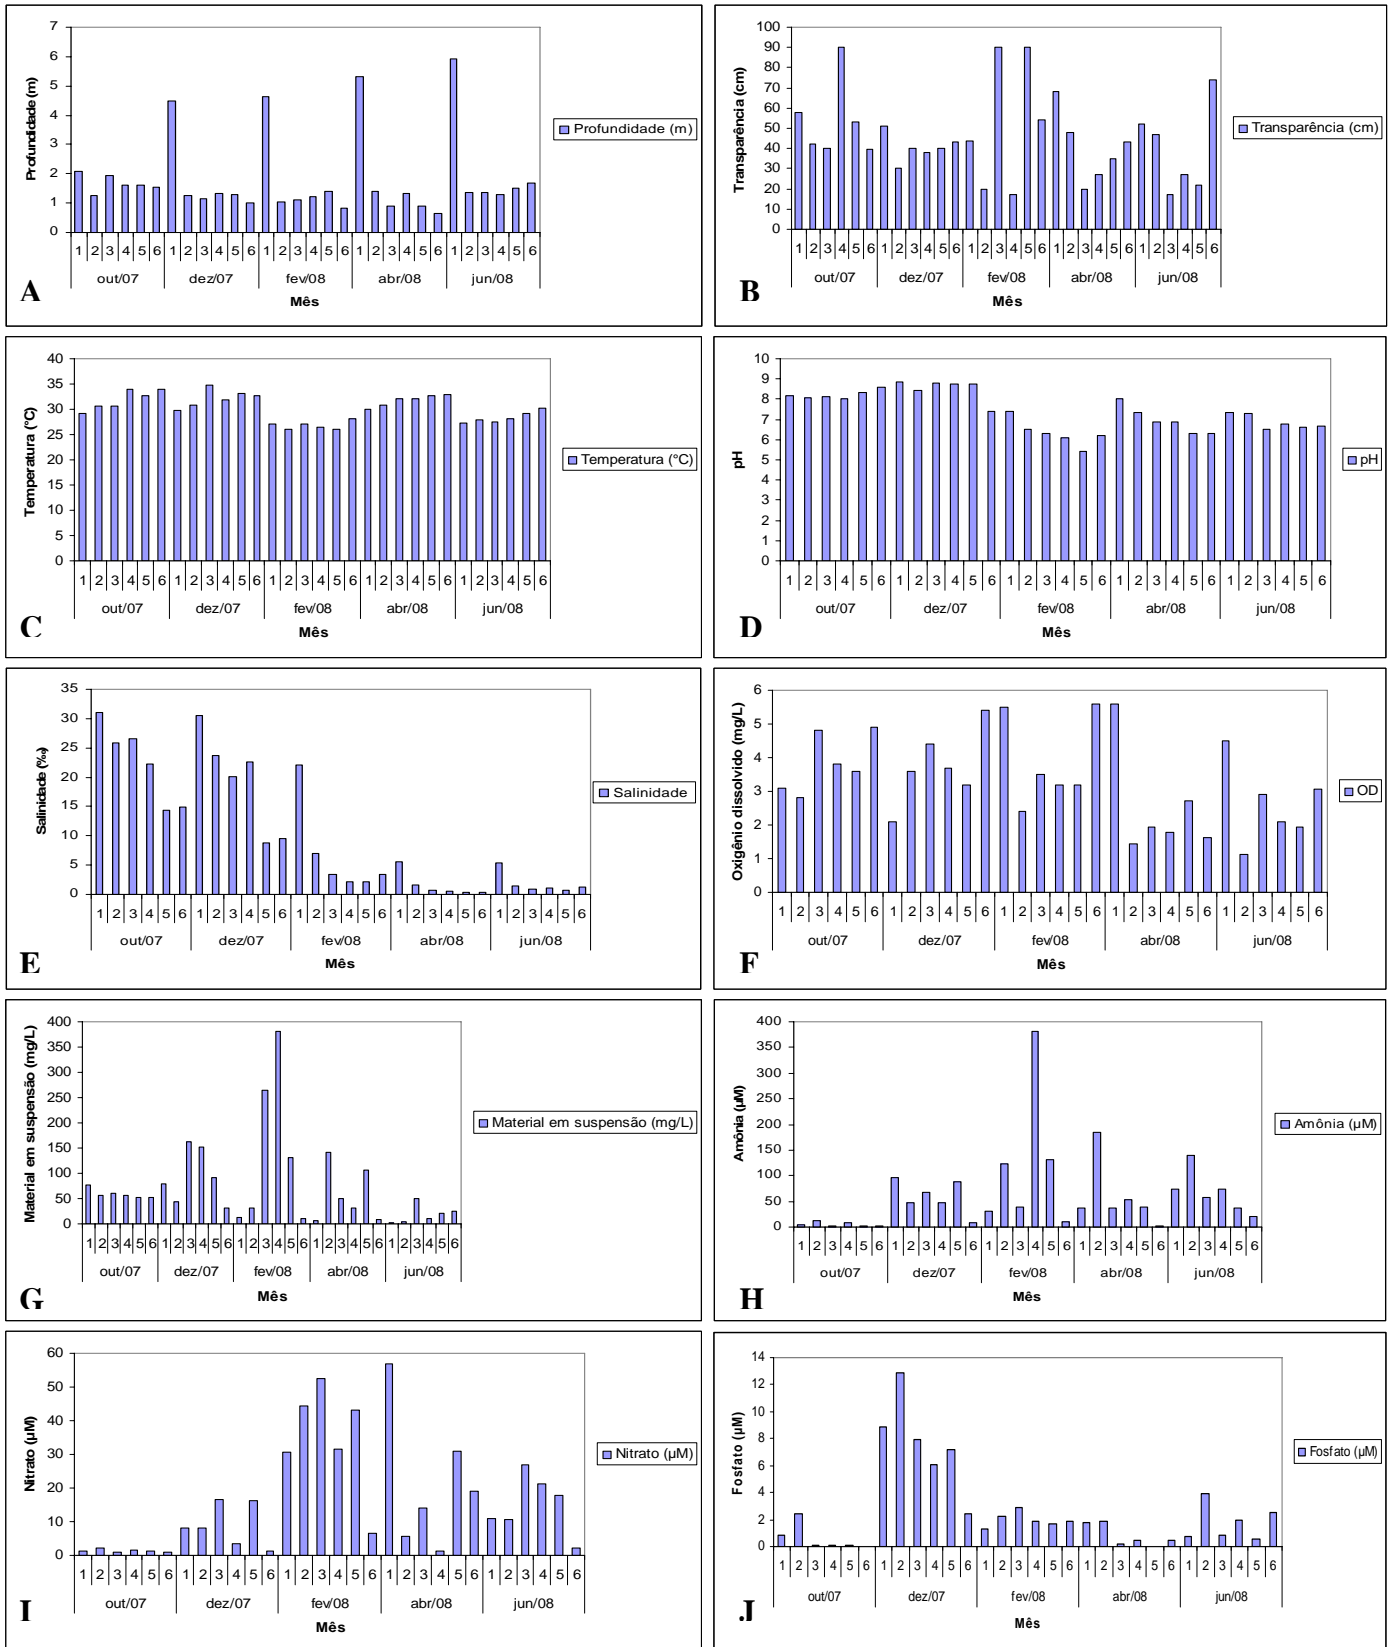 7
6
5
4
3
2
1
0
Profundidade (m)
1 2 3 4 5 6 1 2 3 4 5 6 1 2 3 4 5 6 1 2 3 4 5 6 1 2 3 4 5 6
out/07 dez/07 fev/08 abr/08 jun/08
Mês
Profundidade (m)
A
100
90
80
70
60
50
40
30
20
10
0
Transparência (cm)
1 2 3 4 5 6 1 2 3 4 5 6 1 2 3 4 5 6 1 2 3 4 5 6 1 2 3 4 5 6
out/07 dez/07 fev/08 abr/08 jun/08
Mês
Transparência (cm)
B
40
35
30
25
20
15
10
5
0
Temperatura (°C)
1 2 3 4 5 6 1 2 3 4 5 6 1 2 3 4 5 6 1 2 3 4 5 6 1 2 3 4 5 6
out/07 dez/07 fev/08 abr/08 jun/08
Mês
Temperatura (°C)
C
10
9
8
7
6
5
4
3
2
1
0
pH
1 2 3 4 5 6 1 2 3 4 5 6 1 2 3 4 5 6 1 2 3 4 5 6 1 2 3 4 5 6
out/07 dez/07 fev/08 abr/08 jun/08
Mês
pH
D
35
30
25
20
15
10
5
0
Salinidade (‰)
1 2 3 4 5 6 1 2 3 4 5 6 1 2 3 4 5 6 1 2 3 4 5 6 1 2 3 4 5 6
out/07 dez/07 fev/08 abr/08 jun/08
Mês
Salinidade
E
6
5
4
3
2
1
0
Oxigênio dissolvido (mg/L)
1 2 3 4 5 6 1 2 3 4 5 6 1 2 3 4 5 6 1 2 3 4 5 6 1 2 3 4 5 6
out/07 dez/07 fev/08 abr/08 jun/08
Mês
OD
F
400
350
300
250
200
150
100
50
0
Material em suspensão (mg/L)
1 2 3 4 5 6 1 2 3 4 5 6 1 2 3 4 5 6 1 2 3 4 5 6 1 2 3 4 5 6
out/07 dez/07 fev/08 abr/08 jun/08
Mês
Material em suspensão (mg/L)
G
400
350
300
250
200
150
100
50
0
Amônia (µM)
1 2 3 4 5 6 1 2 3 4 5 6 1 2 3 4 5 6 1 2 3 4 5 6 1 2 3 4 5 6
out/07 dez/07 fev/08 abr/08 jun/08
Mês
Amônia (µM)
H
60
50
40
30
20
10
0
Nitrato (µM)
1 2 3 4 5 6 1 2 3 4 5 6 1 2 3 4 5 6 1 2 3 4 5 6 1 2 3 4 5 6
out/07 dez/07 fev/08 abr/08 jun/08
Mês
Nitrato (µM)
I
14
12
10
8
6
4
2
0
Fosfato (µM)
1 2 3 4 5 6 1 2 3 4 5 6 1 2 3 4 5 6 1 2 3 4 5 6 1 2 3 4 5 6
out/07 dez/07 fev/08 abr/08 jun/08
Mês
Fosfato (µM)
J